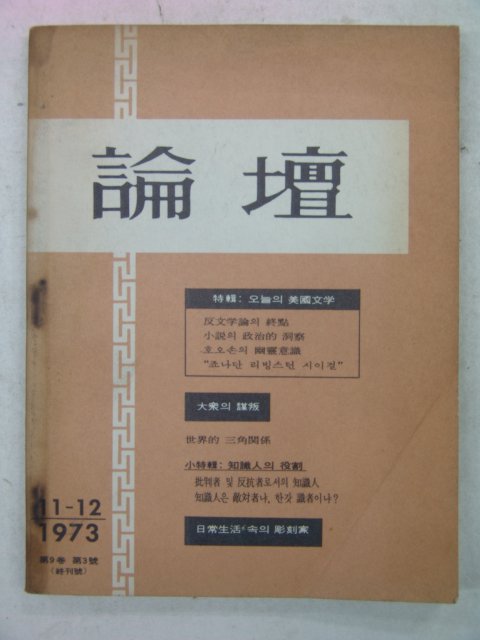 論壇
特輯: 오늘의 美國文学
反文学論의 終點
小説의 政治的 洞察
호오손의 幽靈意識
“죠나단 리빙스턴 시이걸”
大衆의 謀叛
世界的 三角関係
小特輯: 知識人의 役割
批判者 및 反抗者로서의 知識人
知識人은 敵対者냐, 한갓 識者이냐?
日常生活 속의 彫刻家
11-12
1973
第9卷 第3號
(終刊號)